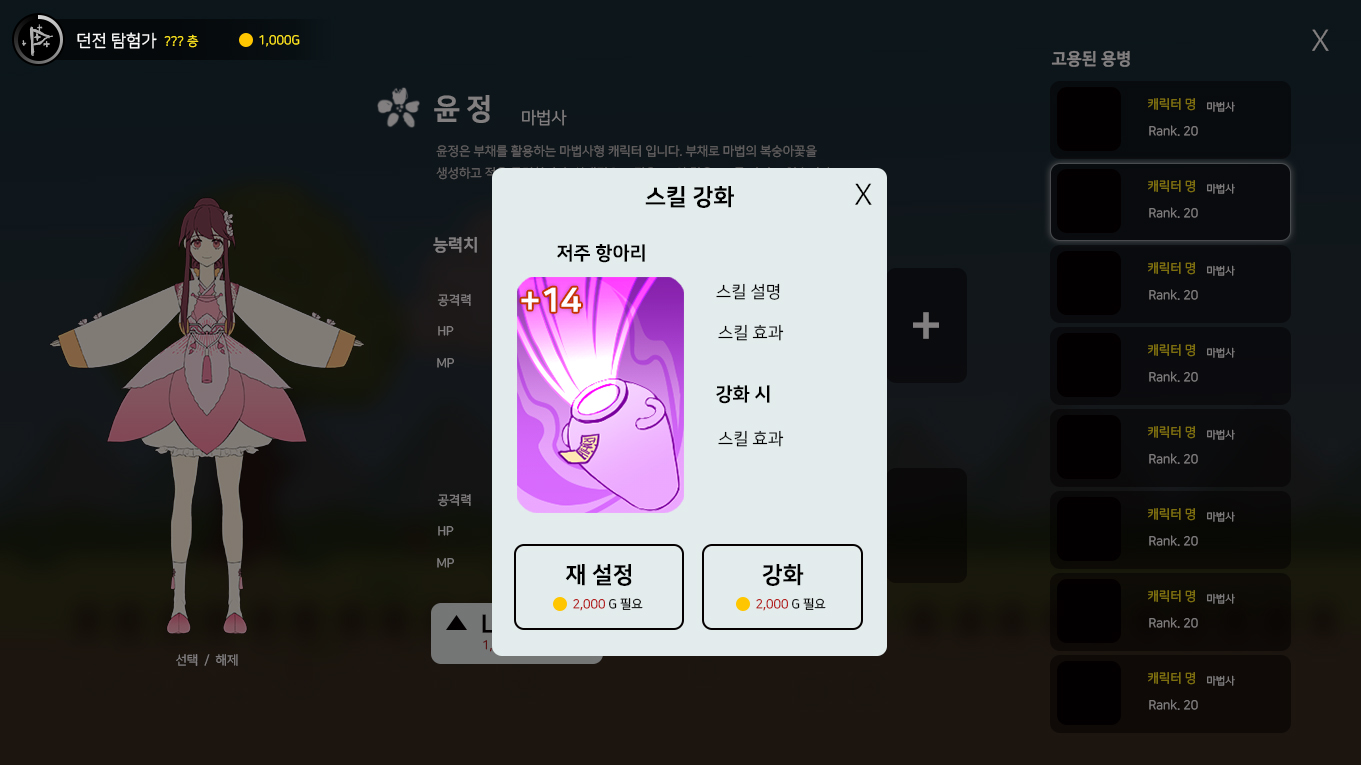 던전 탐험가 ??? 층 1,000G
X
고용된 용병
윤 정 마법사
윤정은 부채를 활용하는 마법사형 캐릭터 입니다. 부채로 마법의 복숭아꽃을
생성하고
능력치
공격력
HP
MP
공격력
HP
MP
선택 / 해제
스킬 강화
X
저주 항아리
+14
스킬 설명
스킬 효과
강화 시
스킬 효과
재 설정
2,000 G 필요
강화
2,000 G 필요
+
캐릭터 명 마법사
Rank. 20
캐릭터 명 마법사
Rank. 20
캐릭터 명 마법사
Rank. 20
캐릭터 명 마법사
Rank. 20
캐릭터 명 마법사
Rank. 20
캐릭터 명 마법사
Rank. 20
캐릭터 명 마법사
Rank. 20
캐릭터 명 마법사
Rank. 20